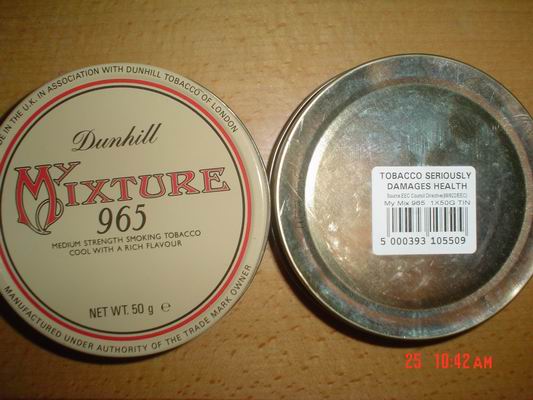 DE IN THE U.K. IN ASSOCIATION WITH DUNHILL TOBACCO OF LONDON
Dunhill
MY MIXTURE
965
MEDIUM STRENGTH SMOKING TOBACCO
COOL WITH A RICH FLAVOUR
NET WT. 50 g e
MANUFACTURED UNDER AUTHORITY OF THE TRADE MARK OWNER
TOBACCO SERIOUSLY
DAMAGES HEALTH
My Mix 965 1X50G TIN
5 000393 105509
25 10:42 AM